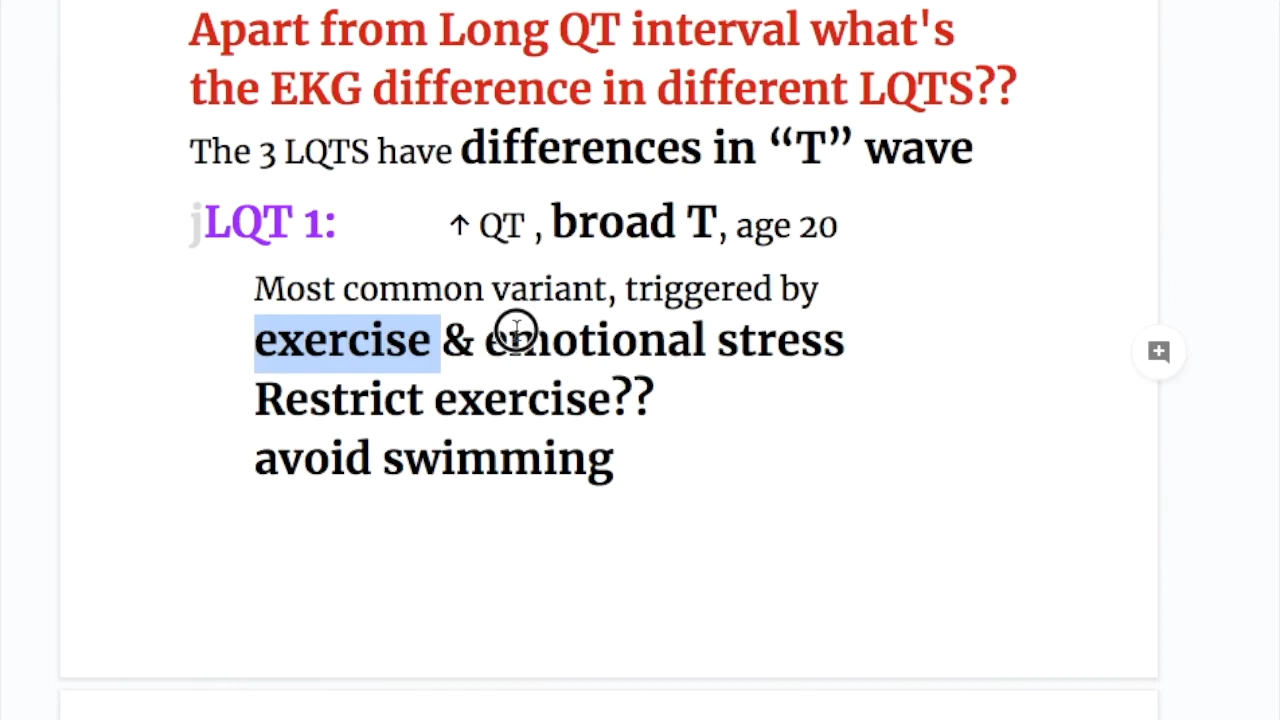 Apart from Long QT interval what's
the EKG difference in different LQTS??
The 3 LQTS have differences in “T” wave
jLQT 1: ↑ QT , broad T, age 20
Most common variant, triggered by
exercise & emotional stress
Restrict exercise??
avoid swimming